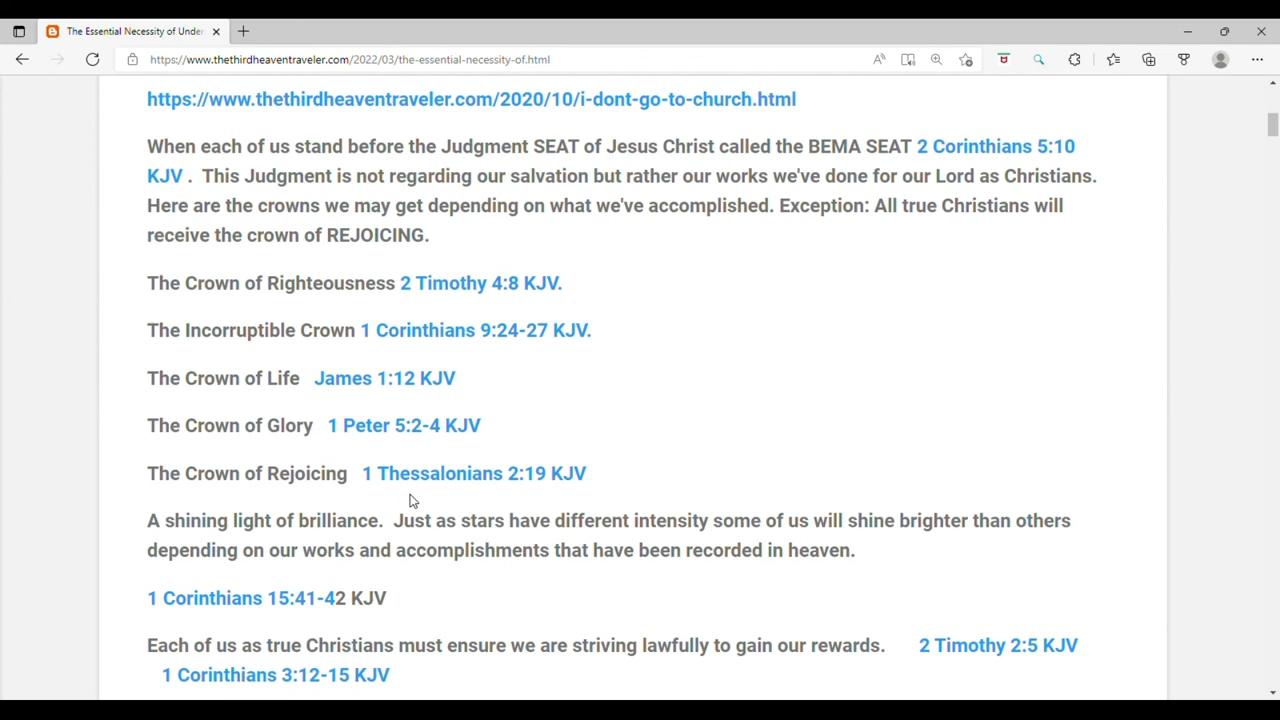 The Essential Necessity of Under
https://www.thethirdheaventraveler.com/2022/03/the-essential-necessity-of.html
https://www.thethirdheaventraveler.com/2020/10/i-dont-go-to-church.html
When each of us stand before the Judgment SEAT of Jesus Christ called the BEMA SEAT 2 Corinthians 5:10
KJV . This Judgment is not regarding our salvation but rather our works we've done for our Lord as Christians.
Here are the crowns we may get depending on what we've accomplished. Exception: All true Christians will
receive the crown of REJOICING.
The Crown of Righteousness 2 Timothy 4:8 KJV.
The Incorruptible Crown 1 Corinthians 9:24-27 KJV.
The Crown of Life James 1:12 KJV
The Crown of Glory 1 Peter 5:2-4 KJV
The Crown of Rejoicing 1 Thessalonians 2:19 KJV
A shining light of brilliance. Just as stars have different intensity some of us will shine brighter than others
depending on our works and accomplishments that have been recorded in heaven.
1 Corinthians 15:41-42 KJV
Each of us as true Christians must ensure we are striving lawfully to gain our rewards. 2 Timothy 2:5 KJV
1 Corinthians 3:12-15 KJV